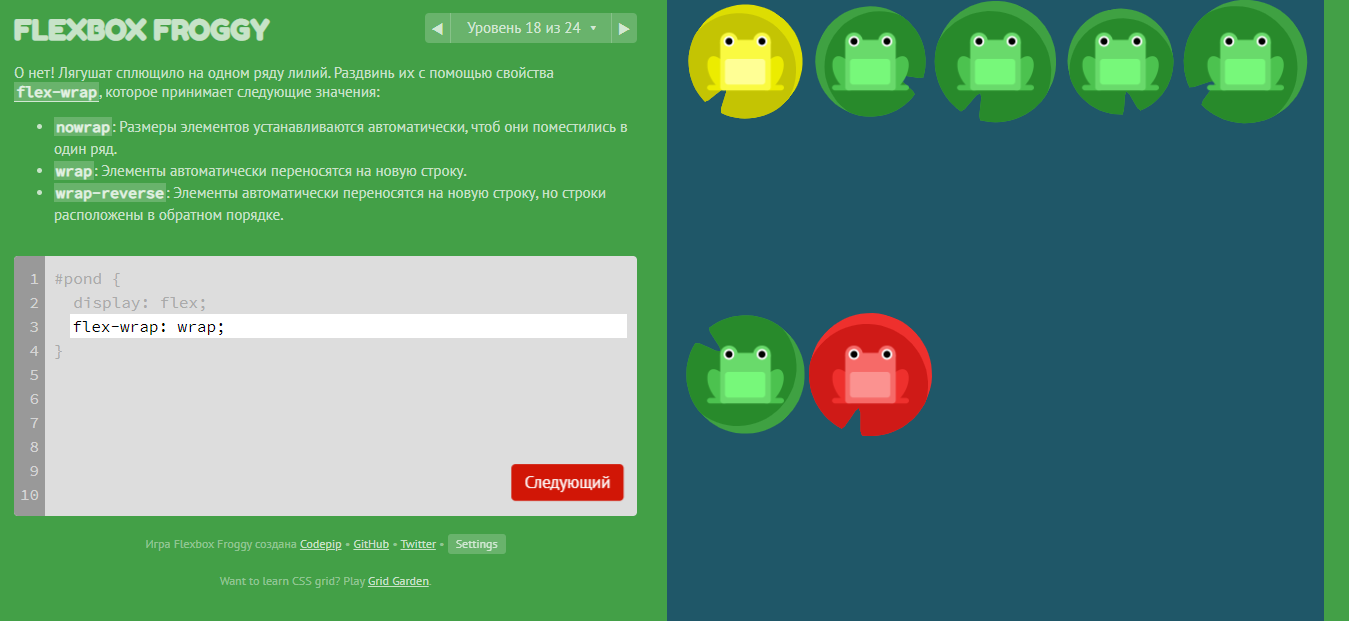 FLEXBOX FROGGY
◀ Уровень 18 из 24 ▾ ▶
О нет! Лягушат сплющило на одном ряду лилий. Раздвинь их с помощью свойства
flex-wrap, которое принимает следующие значения:
• nowrap: Размеры элементов устанавливаются автоматически, чтоб они поместились в
один ряд.
• wrap: Элементы автоматически переносятся на новую строку.
• wrap-reverse: Элементы автоматически переносятся на новую строку, но строки
расположены в обратном порядке.
1 #pond {
2 display: flex;
3 flex-wrap: wrap;
4 }
5
6
7
8
9
10
Следующий
Игра Flexbox Froggy создана Codepip • GitHub • Twitter • Settings
Want to learn CSS grid? Play Grid Garden.